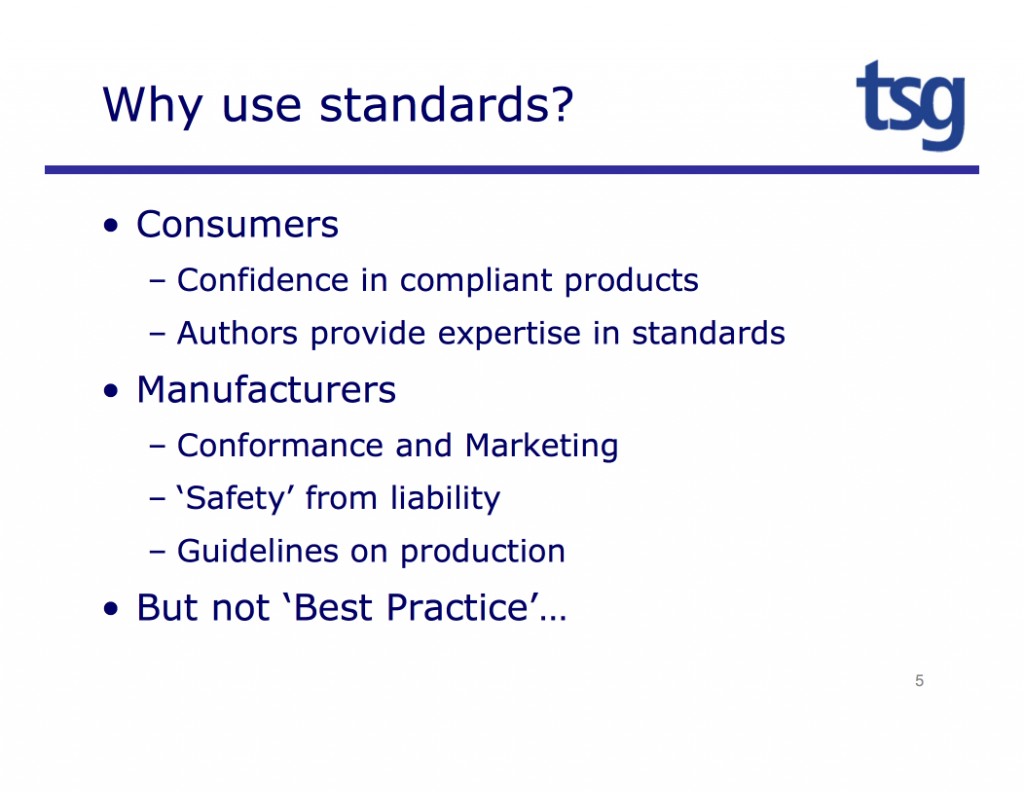 Why use standards?
tsg
• Consumers
– Confidence in compliant products
– Authors provide expertise in standards
• Manufacturers
– Conformance and Marketing
– ‘Safety’ from liability
– Guidelines on production
• But not ‘Best Practice’…
5